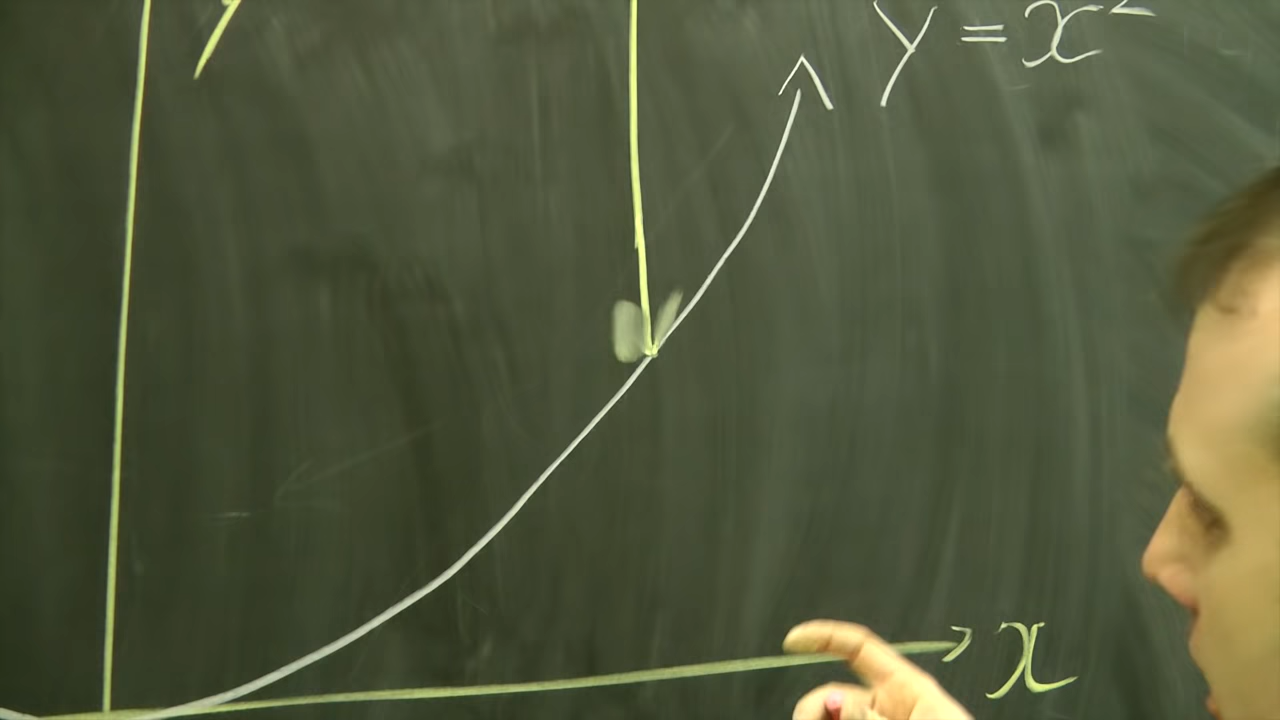 y
y = x²
x